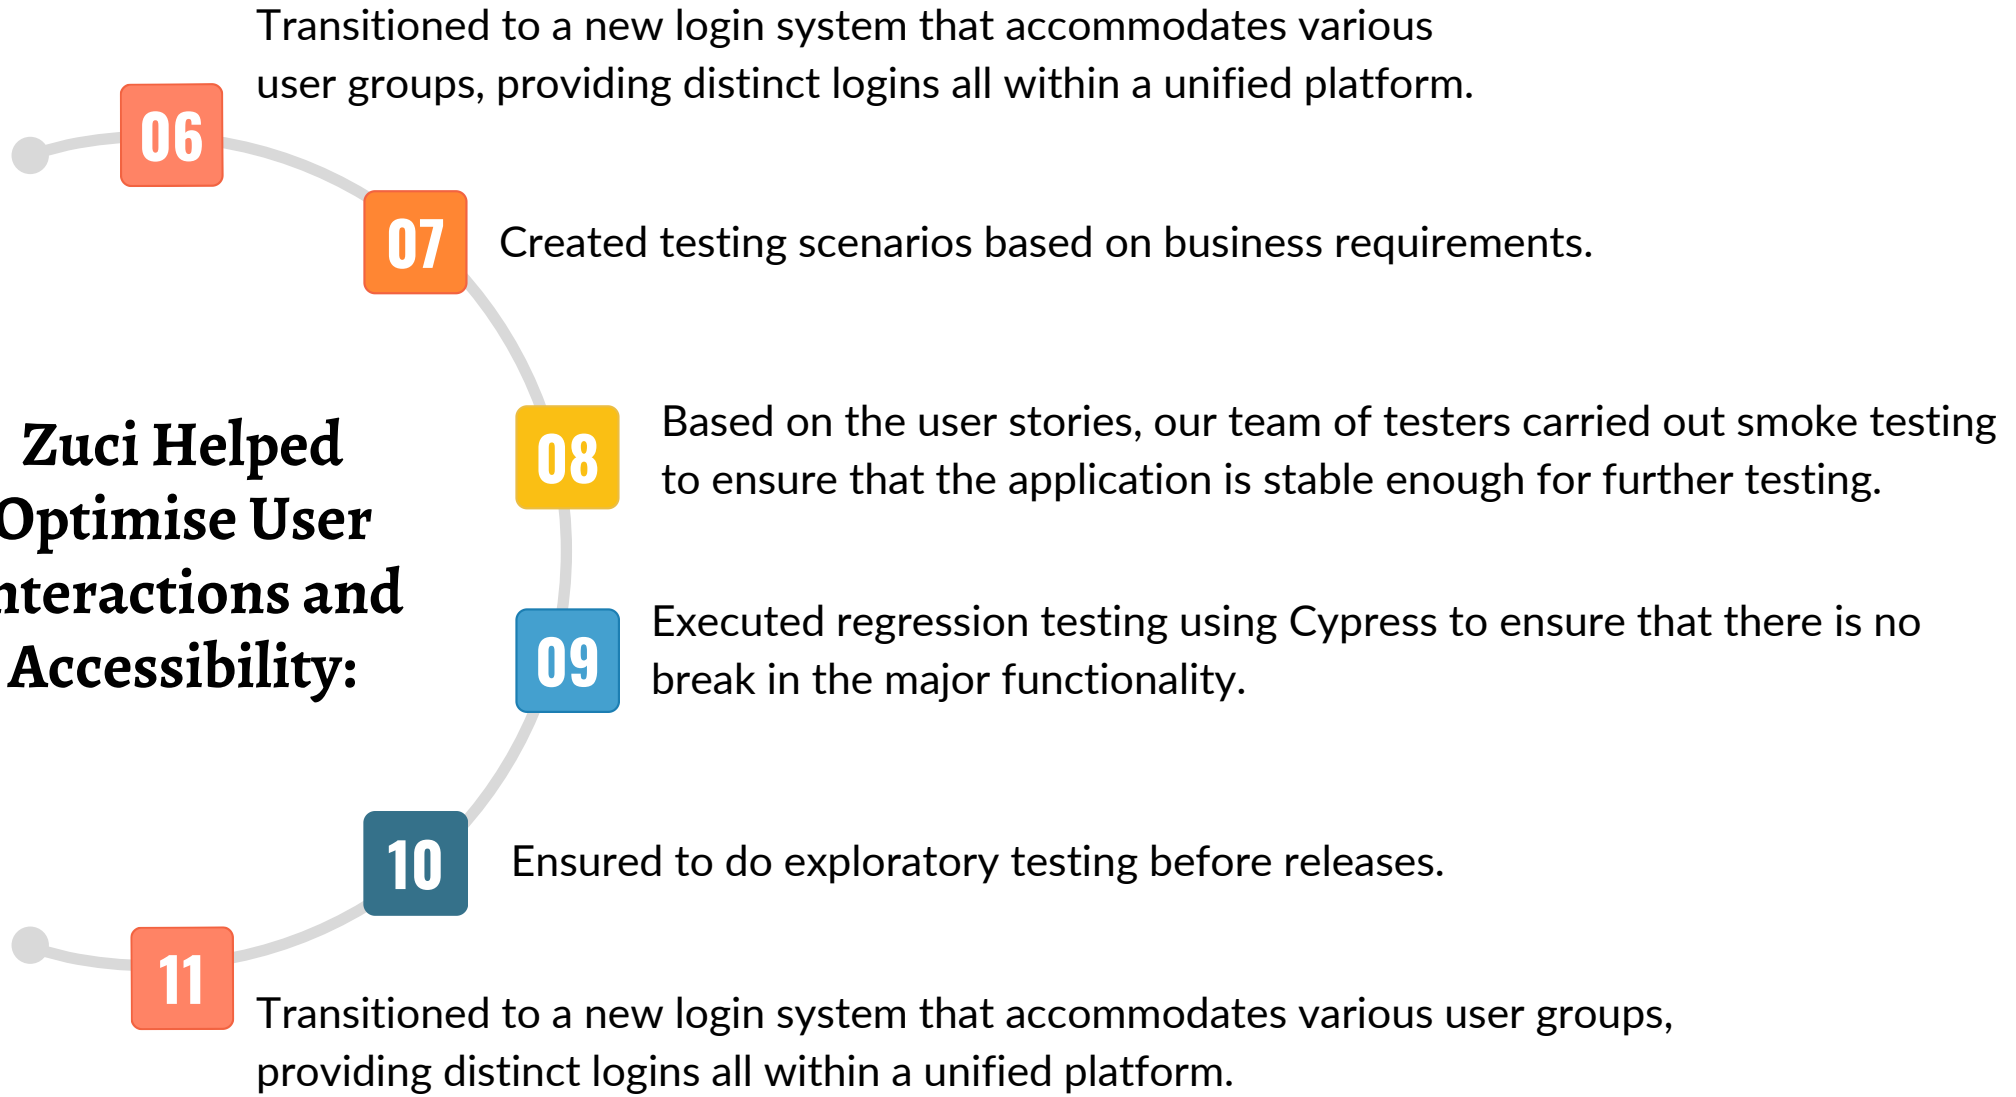 Transitioned to a new login system that accommodates various
user groups, providing distinct logins all within a unified platform.
06
07
Created testing scenarios based on business requirements.
08
Based on the user stories, our team of testers carried out smoke testing
to ensure that the application is stable enough for further testing.
Zuci Helped
Optimise User
nteractions and
Accessibility:
09
Executed regression testing using Cypress to ensure that there is no
break in the major functionality.
10
Ensured to do exploratory testing before releases.
11
Transitioned to a new login system that accommodates various user groups,
providing distinct logins all within a unified platform.